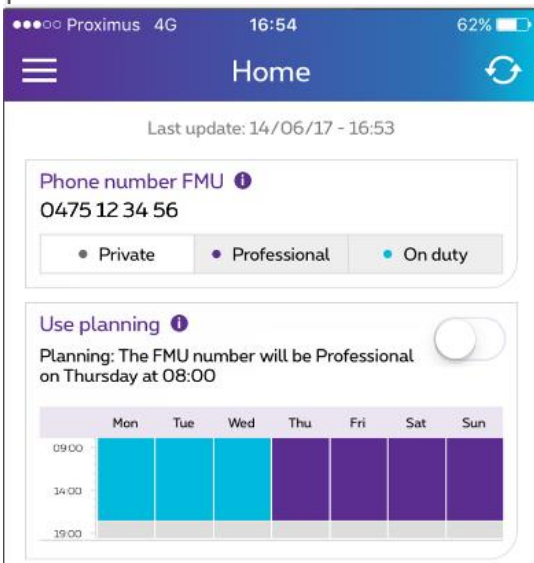 Proximus 4G 16:54 62%
Home
Last update: 14/06/17 - 16:53
Phone number FMU i
0475 12 34 56
Private Professional On duty
Use planning i
Planning: The FMU number will be Professional
on Thursday at 08:00
Mon Tue Wed Thu Fri Sat Sun
09:00
14:00
19:00